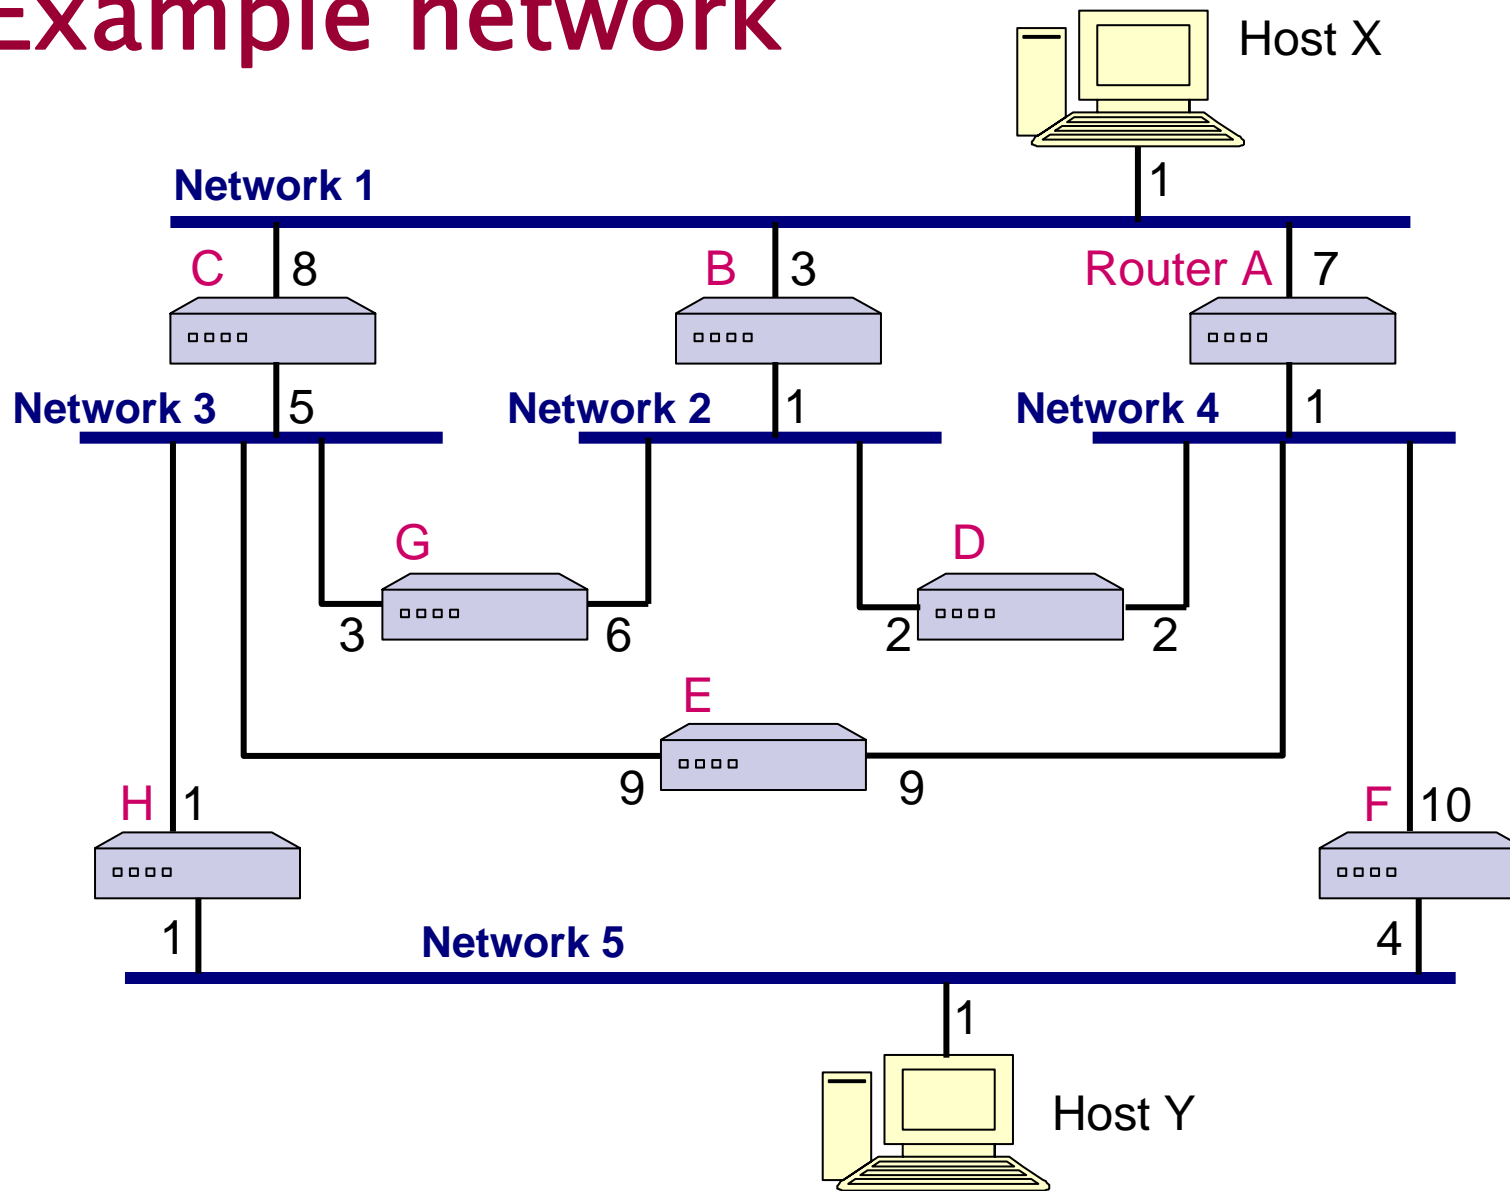 Example network
Host X
1
Network 1
C 8
B 3
Router A 7
Network 3 5
Network 2 1
Network 4 1
G
D
3 6
2 2
E
9 9
H 1
F 10
1
Network 5
4
1
Host Y